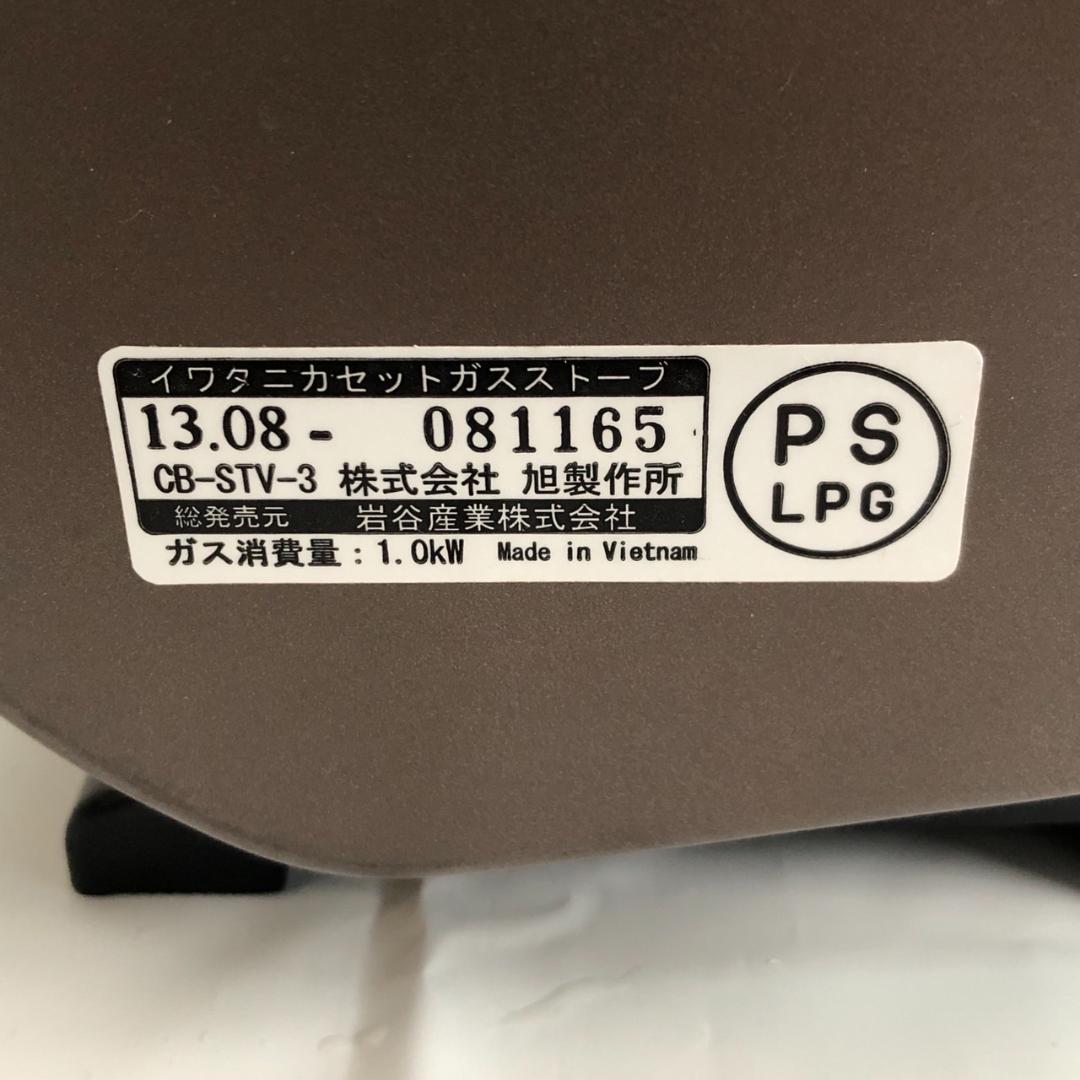 イワタニカセットガスストーブ
13.08- 081165
CB-STV-3 株式会社 旭製作所
総発売元 岩谷産業株式会社
ガス消費量:1.0kW Made in Vietnam
PS
LPG